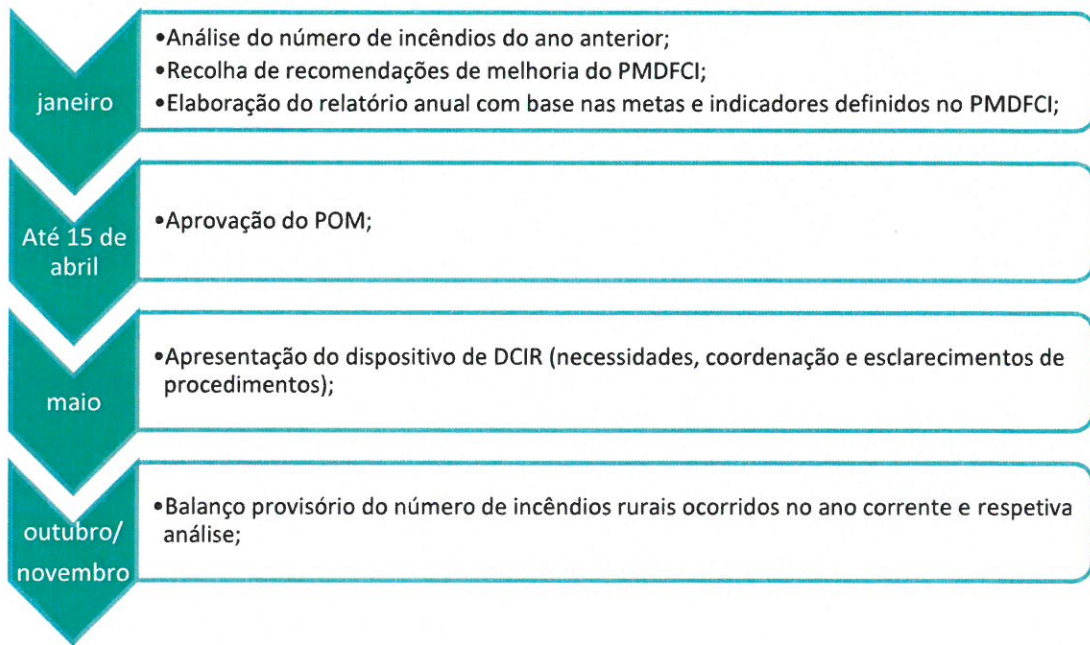 janeiro
•Análise do número de incêndios do ano anterior;
•Recolha de recomendações de melhoria do PMDFCI;
•Elaboração do relatório anual com base nas metas e indicadores definidos no PMDFCI;
Até 15 de
abril
•Aprovação do POM;
maio
•Apresentação do dispositivo de DCIR (necessidades, coordenação e esclarecimentos de
procedimentos);
outubro/
novembro
•Balanço provisório do número de incêndios rurais ocorridos no ano corrente e respetiva
análise;